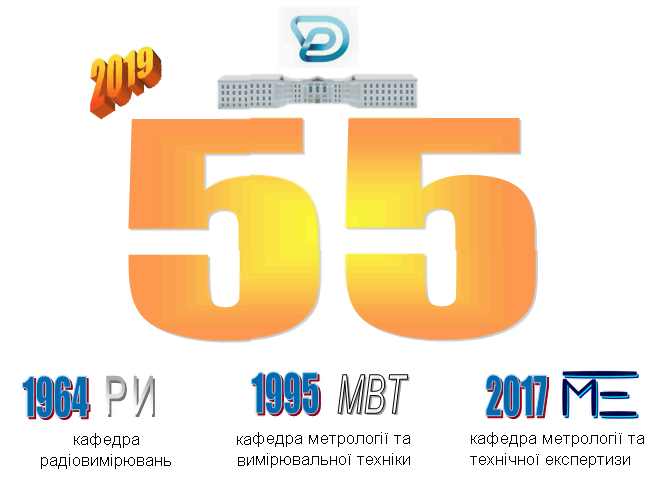 2019
55
1964 РИ
кафедра
радіовимірювань
1995 МВТ
кафедра метрології та
вимірювальної техніки
2017 МЕ
кафедра метрології та
технічної експертизи